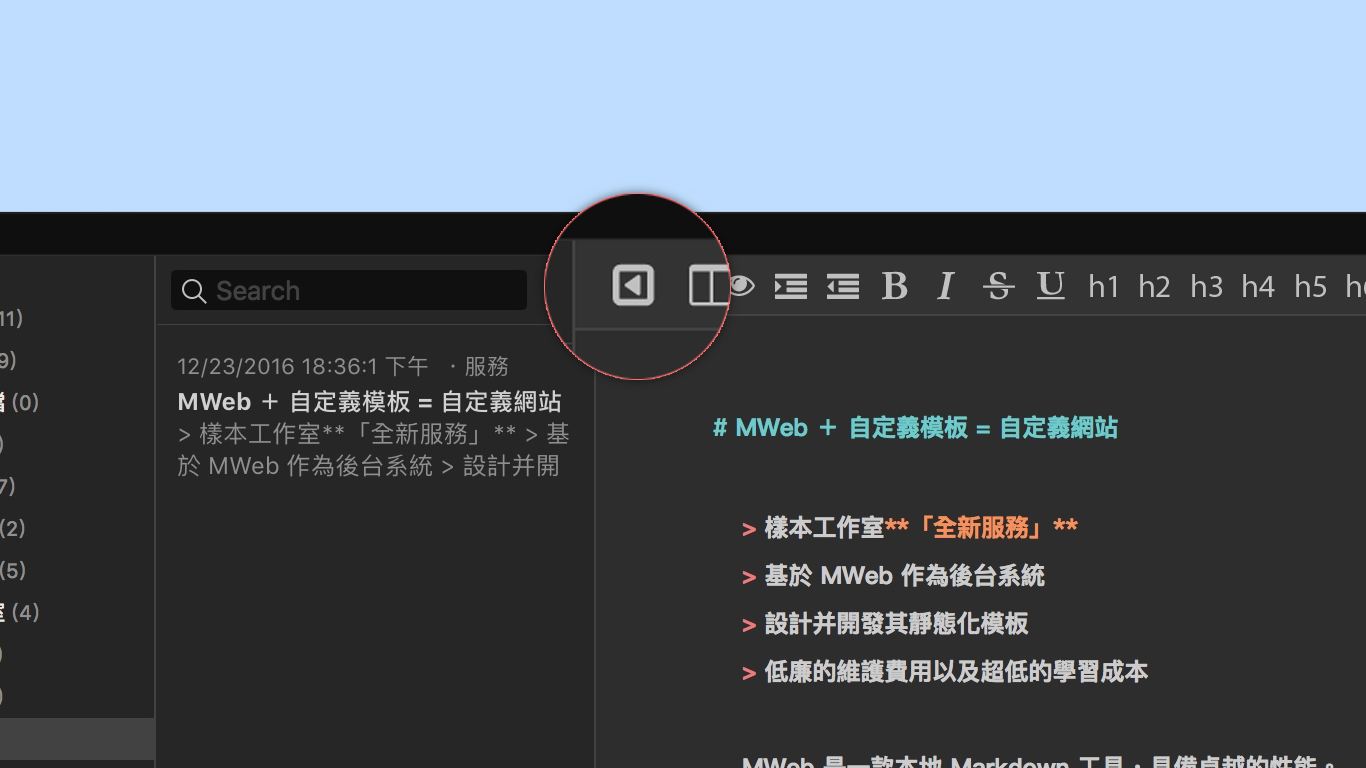 11)
9)
(0)
)
7)
(2)
(5)
室 (4)
)
)
Search
12/23/2016 18:36:1 下午 · 服務
MWeb + 自定義模板 = 自定義網站
> 樣本工作室**「全新服務」** > 基
於 MWeb 作為後台系統 > 設計并開
B I S U h1 h2 h3 h4 h5
# MWeb + 自定義模板 = 自定義網站
> 樣本工作室**「全新服務」**
> 基於 MWeb 作為後台系統
> 設計并開發其靜態化模板
> 低廉的維護費用以及超低的學習成本
MWeb 是一款本地 Markdown 工具，具備卓越的性能。